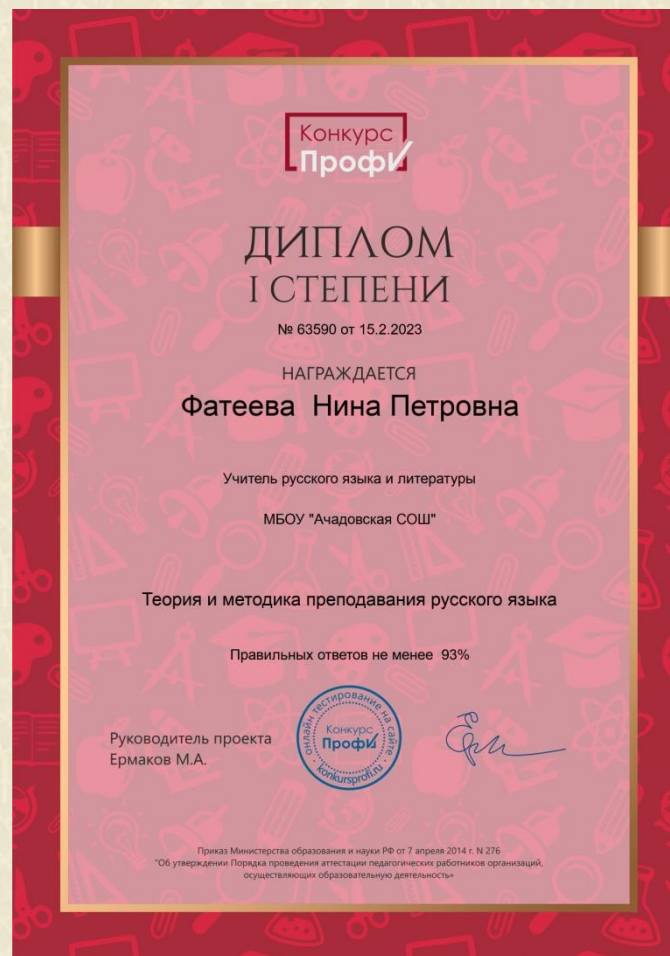 Конкурс
Профи
ДИПЛОМ
I СТЕПЕНИ
№ 63590 от 15.2.2023
НАГРАЖДАЕТСЯ
Фатеева Нина Петровна
Учитель русского языка и литературы
МБОУ "Ачадовская СОШ"
Теория и методика преподавания русского языка
Правильных ответов не менее 93%
Руководитель проекта
Ермаков М.А.
онлайн тестирование на сайте
Конкурс
Профи
konkursprofi.ru
Приказ Министерства образования и науки РФ от 7 апреля 2014 г. N 276
"Об утверждении Порядка проведения аттестации педагогических работников организаций,
осуществляющих образовательную деятельность»